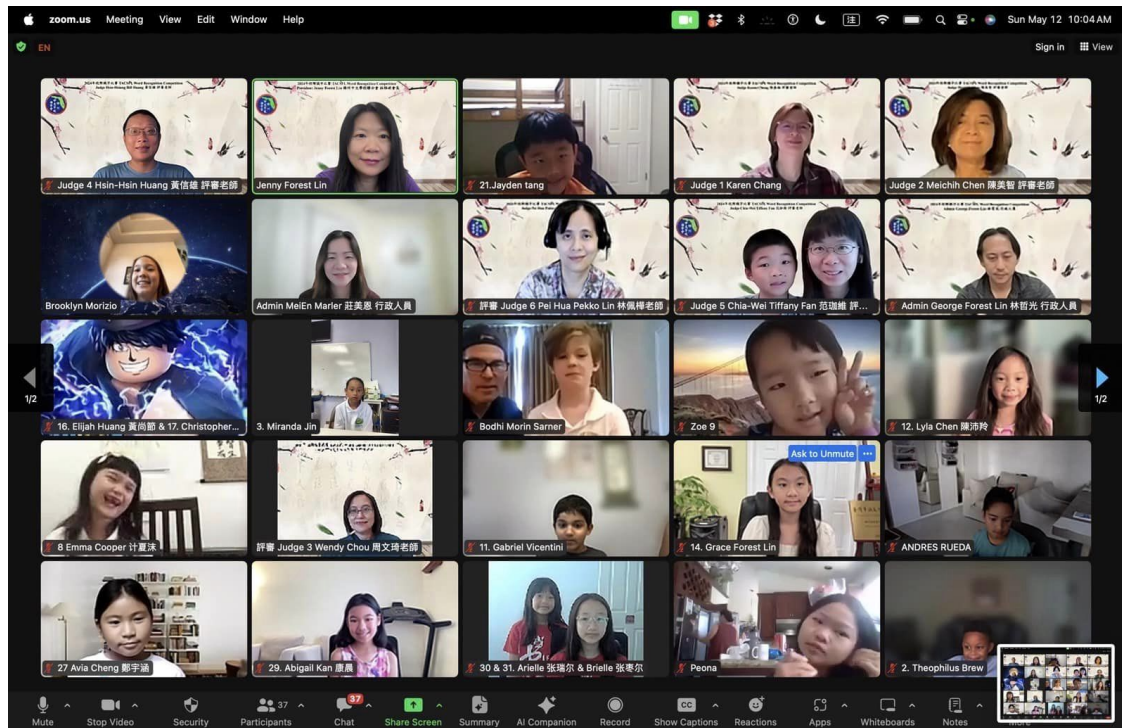 zoom.us Meeting View Edit Window Help
Sun May 12 10:04 AM
EN
Sign in View
Judge 4 Hsin-Hsin Huang 黃信雄 評審老師
Jenny Forest Lin
21.Jayden tang
Judge 1 Karen Chang
Judge 2 Meichih Chen 陳美智 評審老師
Brooklyn Morizio
Admin MeiEn Marler 莊美恩 行政人員
評審 Judge 6 Pei Hua Pekko Lin 林佩樺老師
Judge 5 Chia-Wei Tiffany Fan 范珈維 評...
Admin George Forest Lin 林哲光 行政人員
1/2
16. Elijah Huang 黃尚節 & 17. Christopher...
3. Miranda Jin
Bodhi Morin Sarner
Zoe 9
12. Lyla Chen 陳沛羚
1/2
Ask to Unmute ...
8 Emma Cooper 计夏沫
評審 Judge 3 Wendy Chou 周文琦老師
11. Gabriel Vicentini
14. Grace Forest Lin
ANDRES RUEDA
27 Avia Cheng 鄭宇涵
29. Abigail Kan 康晨
30 & 31. Arielle 张瑞尔 & Brielle 张枣尔
Peona
2. Theophilus Brew
37
37
Mute Stop Video Security Participants Chat Share Screen Summary AI Companion Record Show Captions Reactions Apps Whiteboards Notes